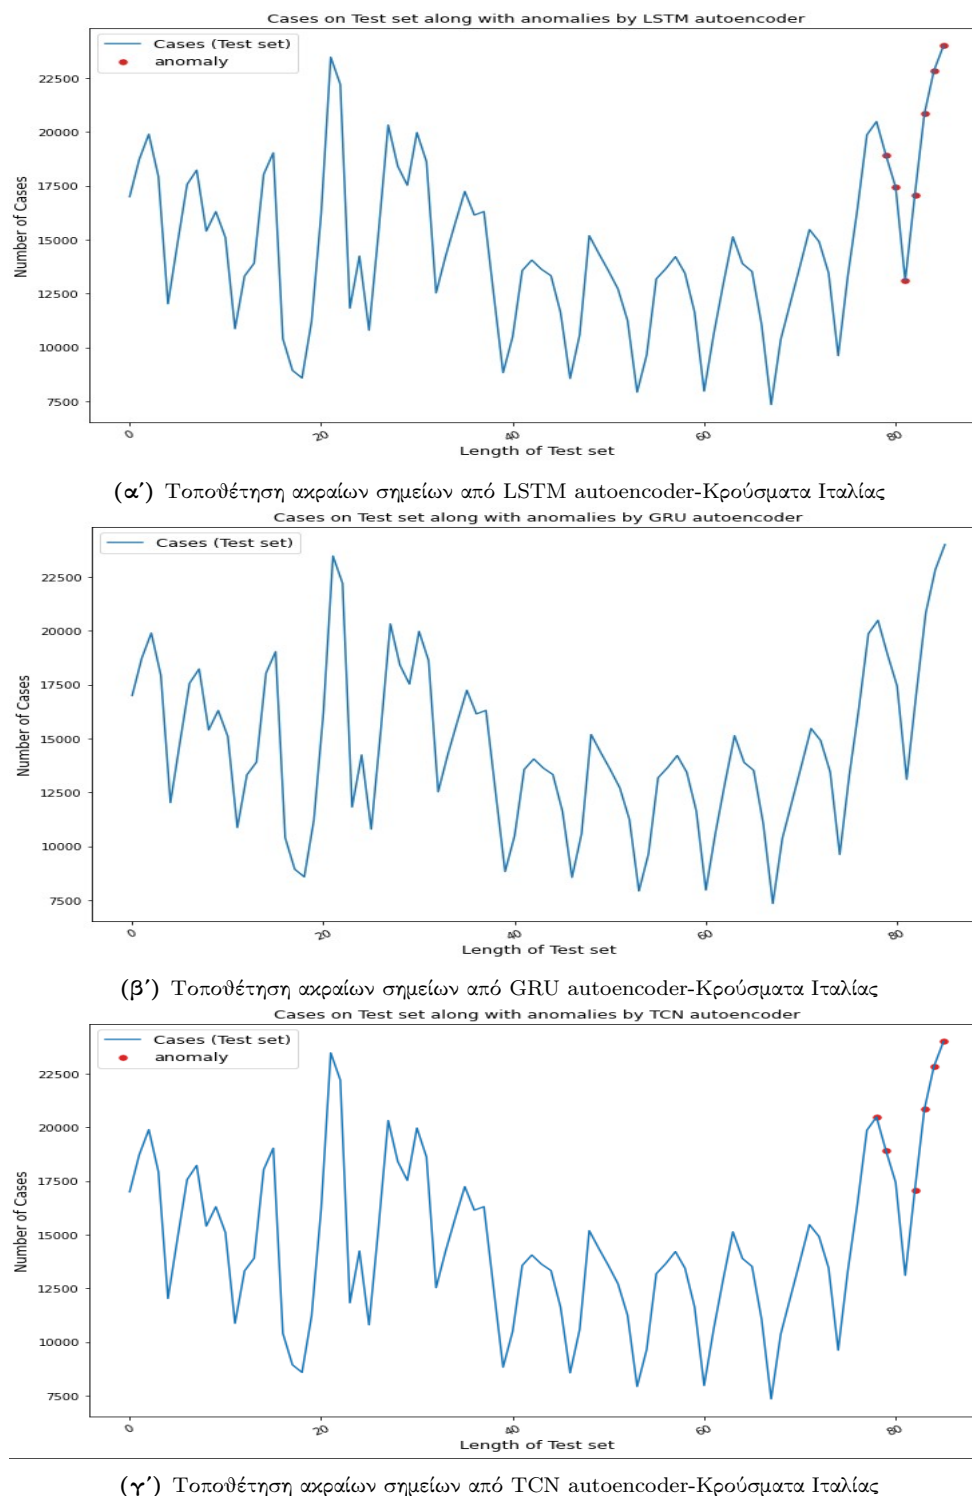 Cases on Test set along with anomalies by LSTM autoencoder
Cases (Test set)
anomaly
Number of Cases
22500
20000
17500
15000
12500
10000
7500
0 20 40 60 80
Length of Test set
(α΄) Τοποθέτηση ακραίων σημείων από LSTM autoencoder-Κρούσματα Ιταλίας
Cases on Test set along with anomalies by GRU autoencoder
Cases (Test set)
Number of Cases
22500
20000
17500
15000
12500
10000
7500
0 20 40 60 80
Length of Test set
(β΄) Τοποθέτηση ακραίων σημείων από GRU autoencoder-Κρούσματα Ιταλίας
Cases on Test set along with anomalies by TCN autoencoder
Cases (Test set)
anomaly
Number of Cases
22500
20000
17500
15000
12500
10000
7500
0 20 40 60 80
Length of Test set
(γ΄) Τοποθέτηση ακραίων σημείων από TCN autoencoder-Κρούσματα Ιταλίας